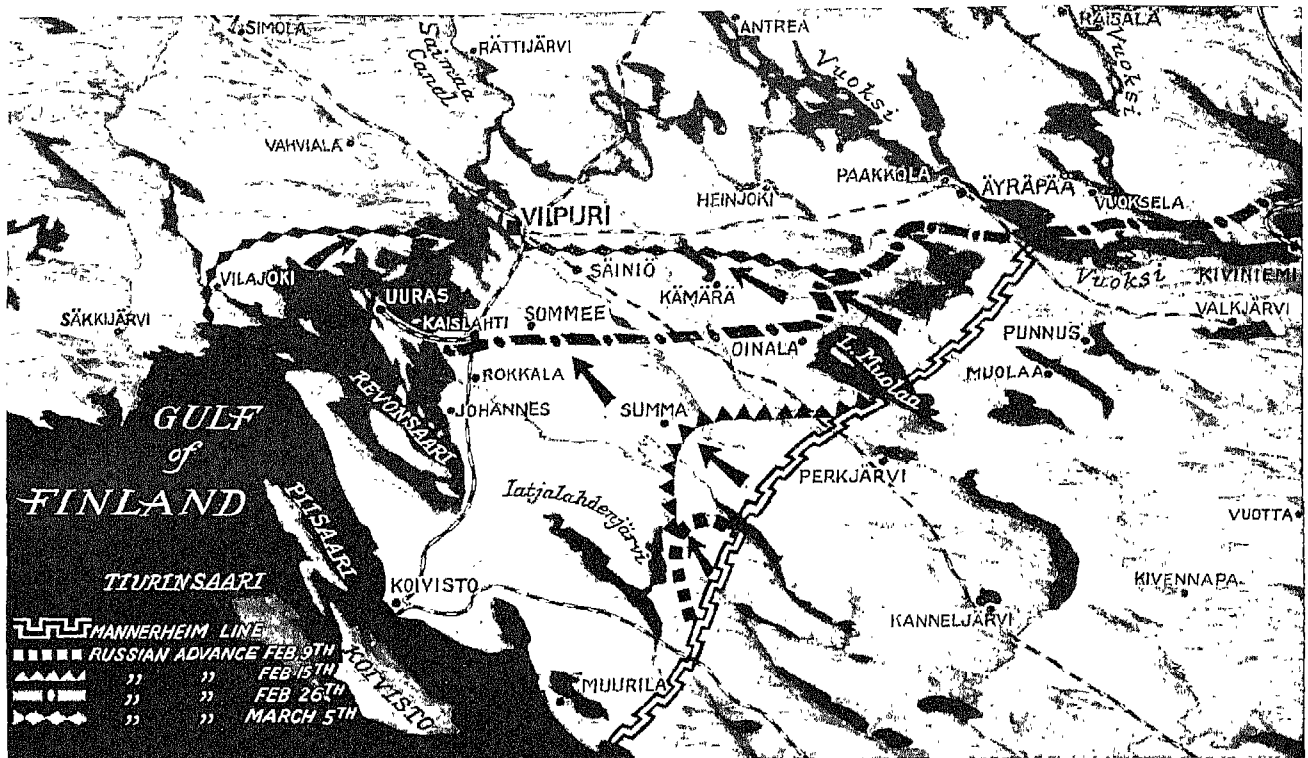 SIMOLA
Saima
Canal
RÄTTIJÄRVI
ANTREA
Vuoksi
RÄISÄLÄ
Vuoksi
VAHVIALA
VIIPURI
HEINJOKI
PAAKKOLA
ÄYRÄPÄÄ
VUOKSELA
VILAJOKI
SÄINIÖ
KÄMÄRÄ
Vuoksi
KIVINIEMI
UURAS
KAISLAHTI
SOMMEE
SÄKKIJÄRVI
OINALA
L. Muolaa
PUNNUS
VALKJÄRVI
ROKKALA
MUOLAA
REVONSAARI
JOHANNES
SUMMA
GULF
of
FINLAND
PERKJÄRVI
Iatjalahdenjärvi
VUOTTA
PIISAARI
TIURINSAARI
KOIVISTO
KIVENNAPA
KANNELJÄRVI
KOIVISTO
MUURILA
MANNERHEIM LINE
RUSSIAN ADVANCE FEB 9TH
„ „ FEB 15TH
„ „ FEB 26TH
„ „ MARCH 5TH